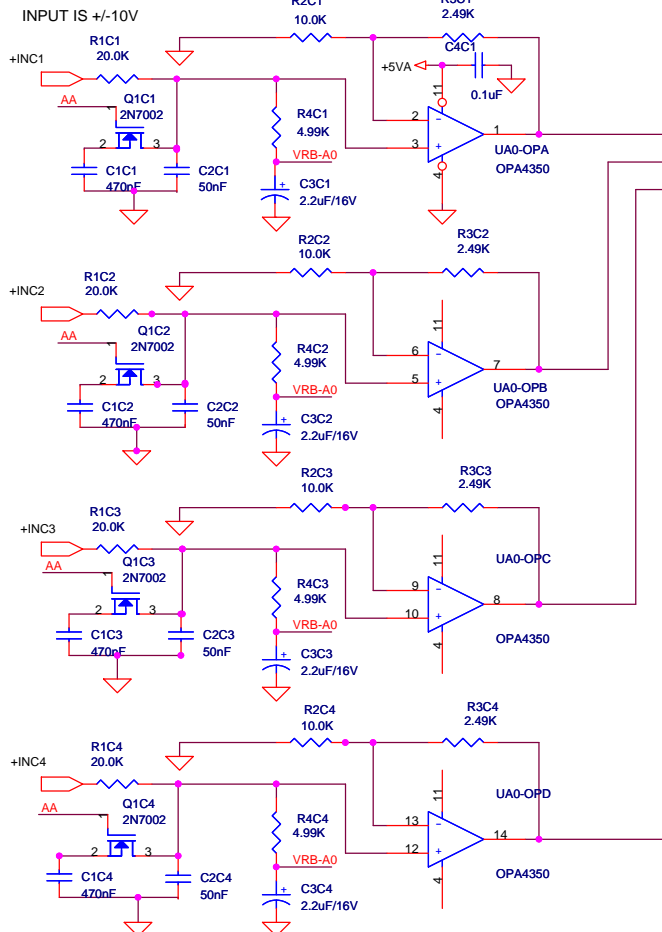 INPUT IS +/-10V
R2C1
10.0K
R3C1
2.49K
+INC1
R1C1
20.0K
AA
Q1C1
2N7002
1
2
3
C1C1
470nF
C2C1
50nF
R4C1
4.99K
VRB-A0
+
C3C1
2.2uF/16V
+5VA
C4C1
0.1uF
11
2
3
1
4
UA0-OPA
OPA4350
R2C2
10.0K
R3C2
2.49K
+INC2
R1C2
20.0K
AA
Q1C2
2N7002
1
2
3
C1C2
470nF
C2C2
50nF
R4C2
4.99K
VRB-A0
+
C3C2
2.2uF/16V
11
6
5
7
4
UA0-OPB
OPA4350
R2C3
10.0K
R3C3
2.49K
+INC3
R1C3
20.0K
AA
Q1C3
2N7002
1
2
3
C1C3
470nF
C2C3
50nF
R4C3
4.99K
VRB-A0
+
C3C3
2.2uF/16V
11
9
10
8
4
UA0-OPC
OPA4350
R2C4
10.0K
R3C4
2.49K
+INC4
R1C4
20.0K
AA
Q1C4
2N7002
1
2
3
C1C4
470nF
C2C4
50nF
R4C4
4.99K
VRB-A0
+
C3C4
2.2uF/16V
11
13
12
14
4
UA0-OPD
OPA4350